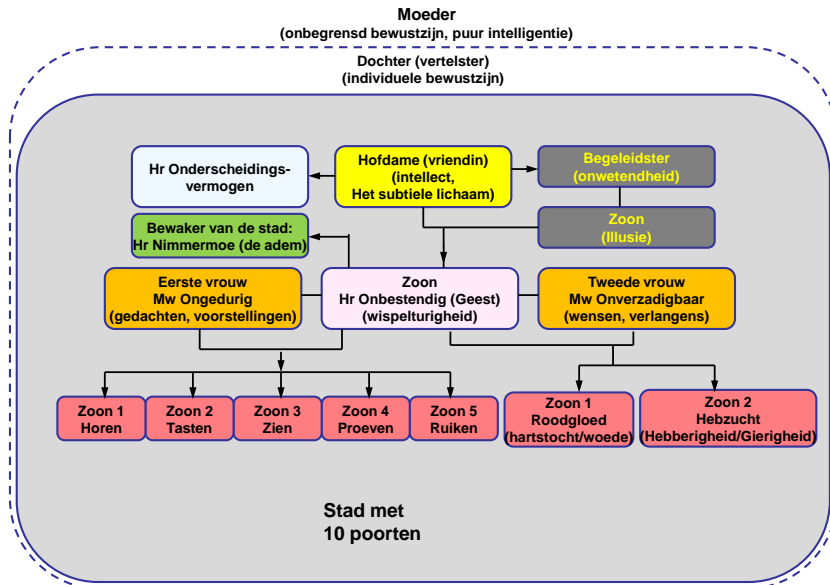 Moeder
(onbegrensd bewustzijn, puur intelligentie)
Dochter (vertelster)
(individuele bewustzijn)
Hr Onderscheidings-
vermogen
Hofdame (vriendin)
(intellect,
Het subtiele lichaam)
Begeleidster
(onwetendheid)
Bewaker van de stad:
Hr Nimmermoe (de adem)
Zoon
(Illusie)
Eerste vrouw
Mw Ongedurig
(gedachten, voorstellingen)
Zoon
Hr Onbestendig (Geest)
(wispelturigheid)
Tweede vrouw
Mw Onverzadigbaar
(wensen, verlangens)
Zoon 1
Horen
Zoon 2
Tasten
Zoon 3
Zien
Zoon 4
Proeven
Zoon 5
Ruiken
Zoon 1
Roodgloed
(hartstocht/woede)
Zoon 2
Hebzucht
(Hebberigheid/Gierigheid)
Stad met
10 poorten